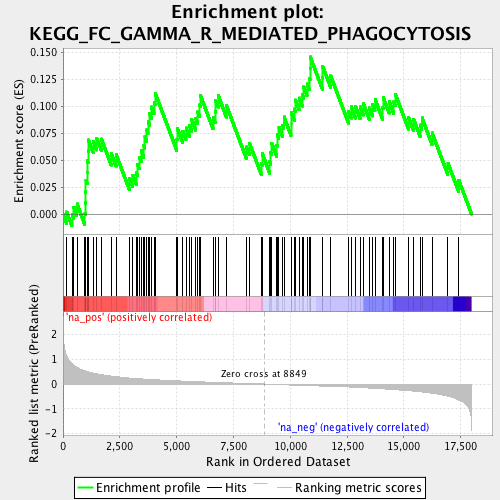 Enrichment plot:
KEGG_FC_GAMMA_R_MEDIATED_PHAGOCYTOSIS
Enrichment score (ES)
0.150
0.125
0.100
0.075
0.050
0.025
0.000
'na_pos' (positively correlated)
Ranked list metric (PreRanked)
2
1
0
-1
-2
Zero cross at 8849
'na_neg' (negatively correlated)
0
2,500
5,000
7,500
10,000
12,500
15,000
17,500
Rank in Ordered Dataset
Enrichment profile
Hits
Ranking metric scores